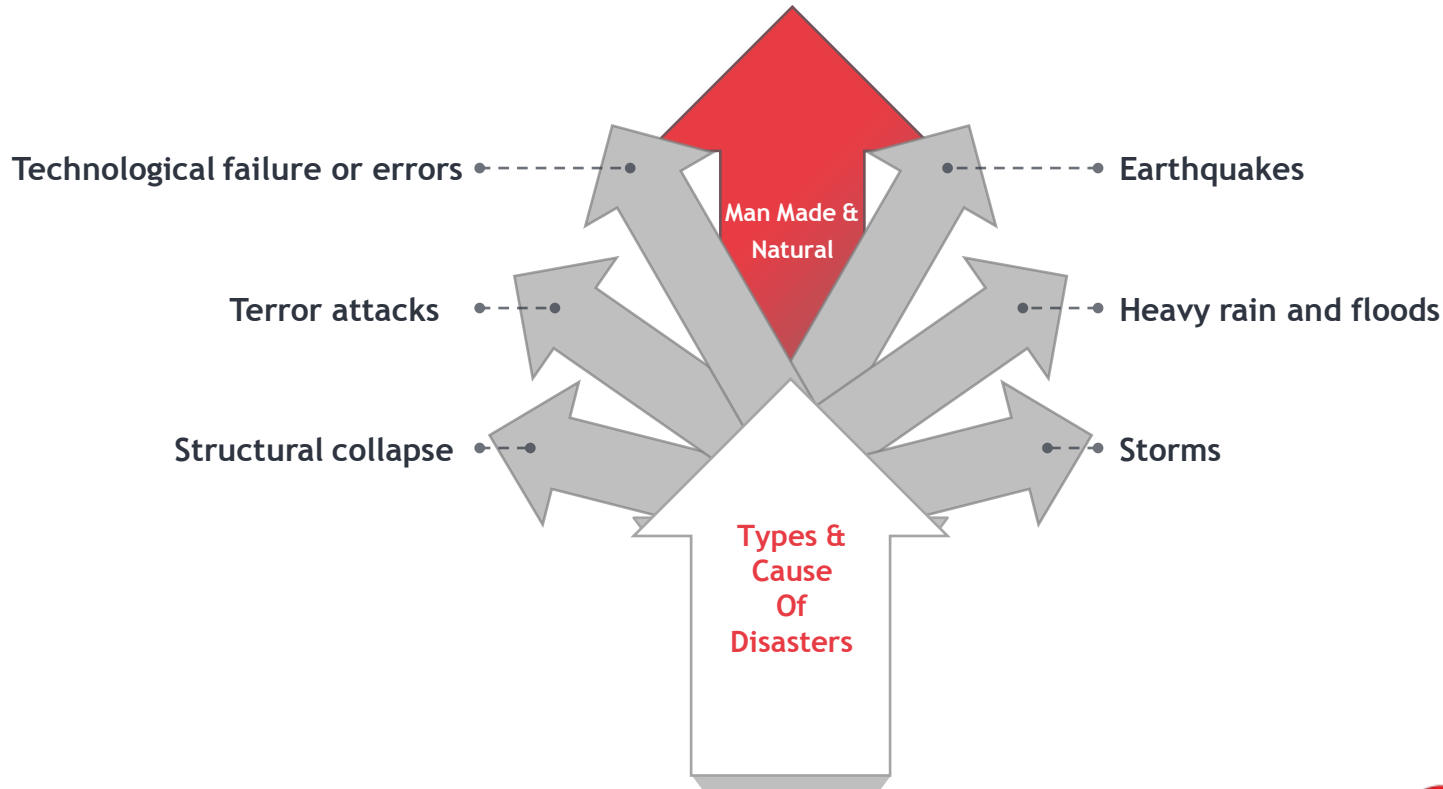 Technological failure or errors
Earthquakes
Man Made &
Natural
Terror attacks
Heavy rain and floods
Structural collapse
Storms
Types &
Cause
Of
Disasters